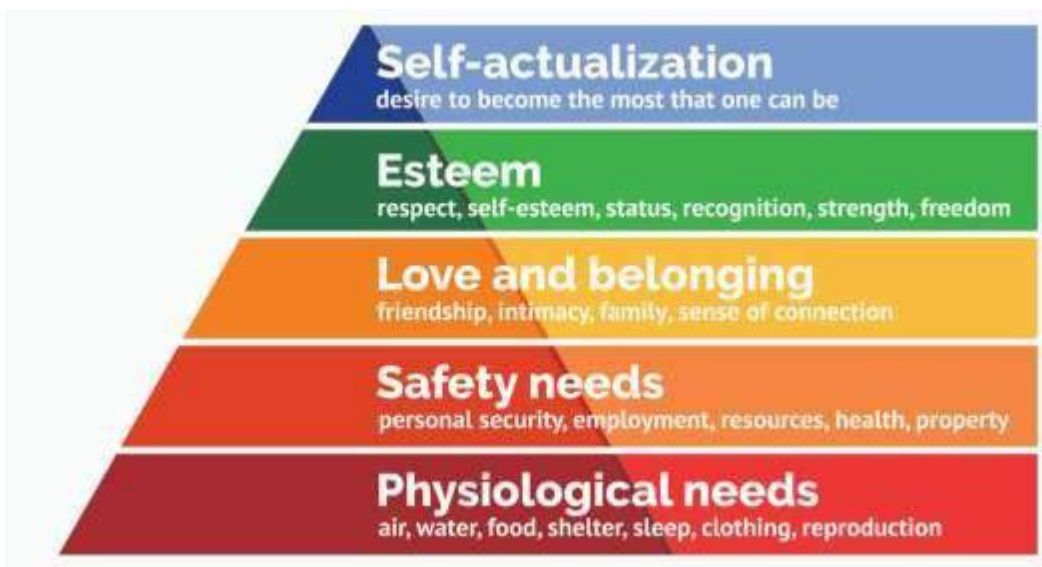 Self-actualization
desire to become the most that one can be
Esteem
respect, self-esteem, status, recognition, strength, freedom
Love and belonging
friendship, intimacy, family, sense of connection
Safety needs
personal security, employment, resources, health, property
Physiological needs
air, water, food, shelter, sleep, clothing, reproduction